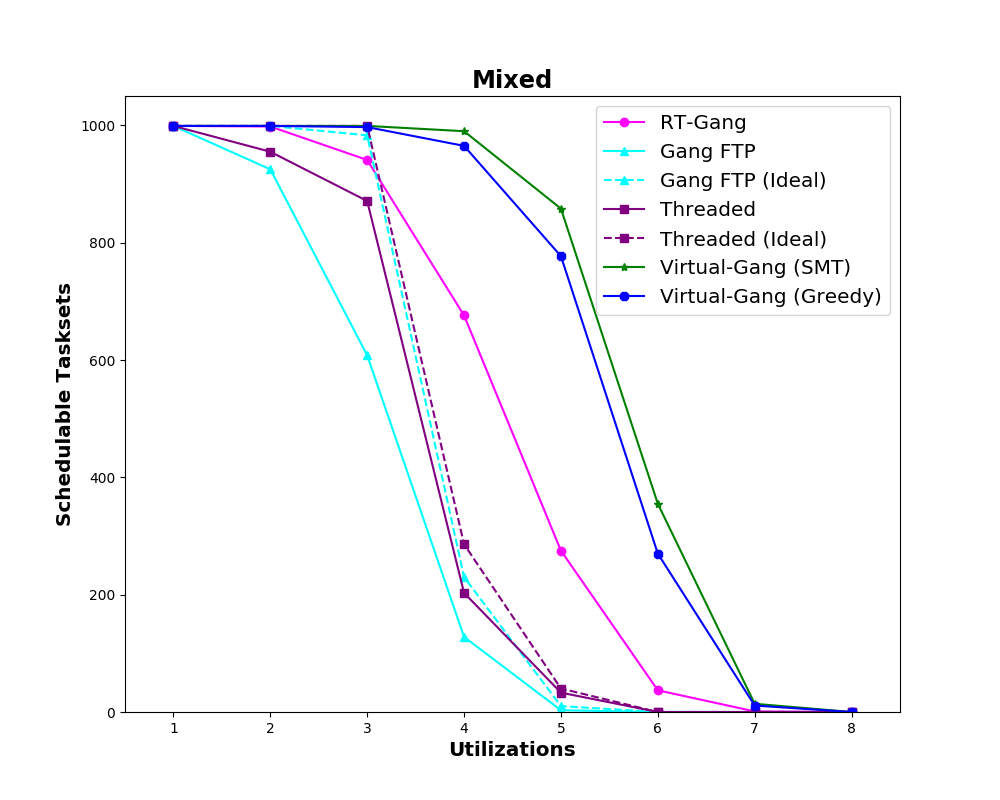 Mixed
RT-Gang
Gang FTP
Gang FTP (Ideal)
Threaded
Threaded (Ideal)
Virtual-Gang (SMT)
Virtual-Gang (Greedy)
Schedulable Tasksets
1000
800
600
400
200
0
1 2 3 4 5 6 7 8
Utilizations